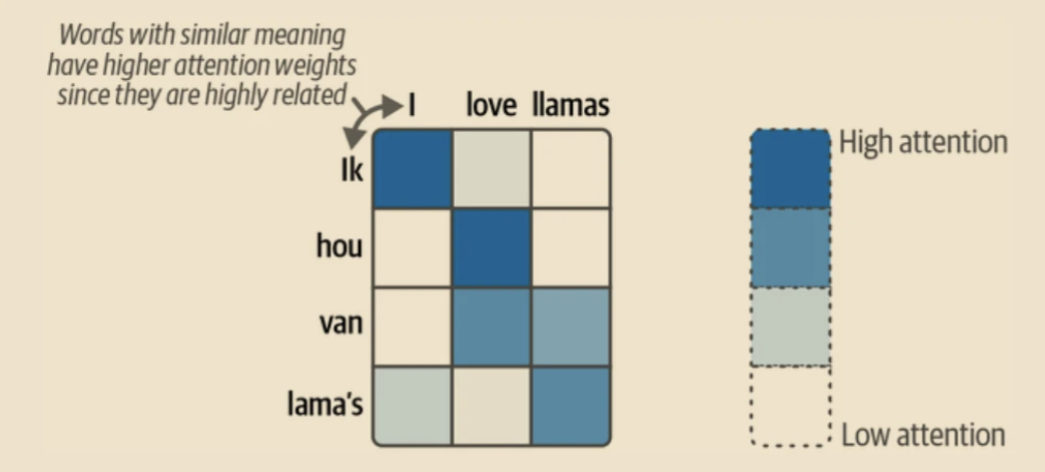 Words with similar meaning
have higher attention weights
since they are highly related
I love llamas
Ik
hou
van
lama's
High attention
Low attention